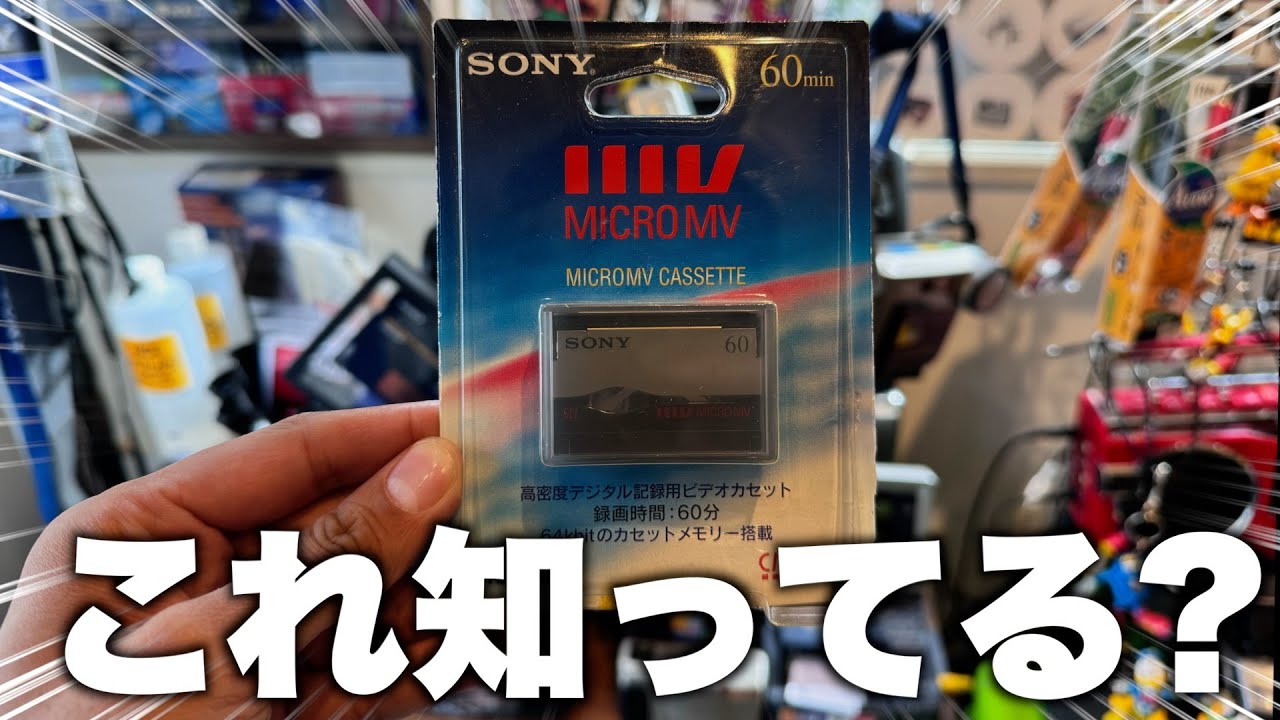 SONY
60min
MICROMV
MICROMV CASSETTE
SONY 60
MICROMV
高密度デジタル記録用ビデオカセット
録画時間:60分
64kbitのカセットメモリー搭載
これ知ってる?